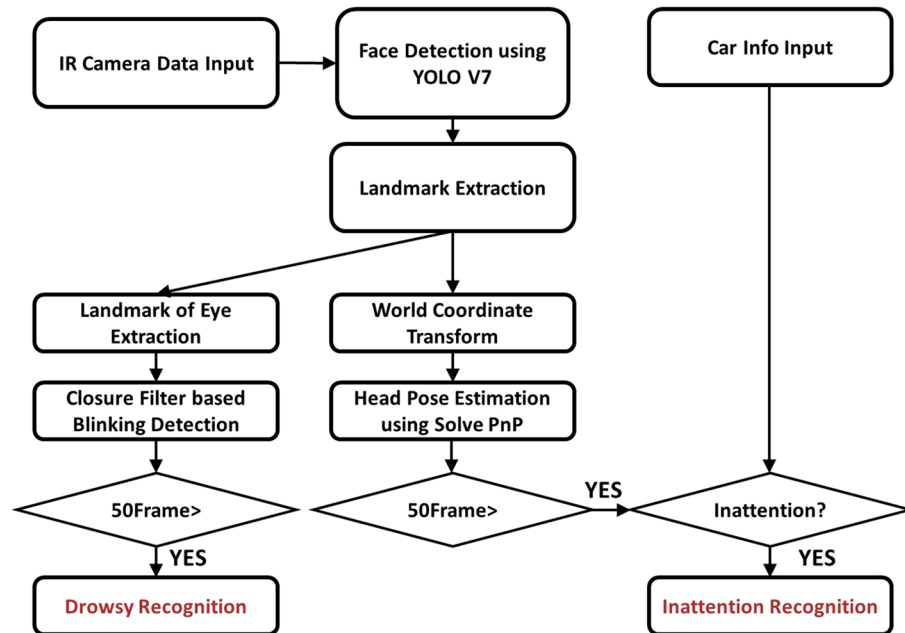 IR Camera Data Input
Face Detection using
YOLO V7
Car Info Input
Landmark Extraction
Landmark of Eye
Extraction
World Coordinate
Transform
Closure Filter based
Blinking Detection
Head Pose Estimation
using Solve PnP
50Frame>
50Frame>
YES
Inattention?
YES
YES
Drowsy Recognition
Inattention Recognition